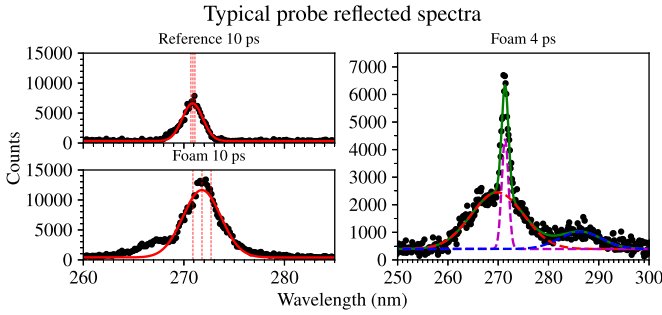 Typical probe reflected spectra
Reference 10 ps
15000
10000
5000
0
Foam 10 ps
15000
10000
5000
0
260 270 280
Counts
Foam 4 ps
7000
6000
5000
4000
3000
2000
1000
0
250 260 270 280 290 300
Wavelength (nm)